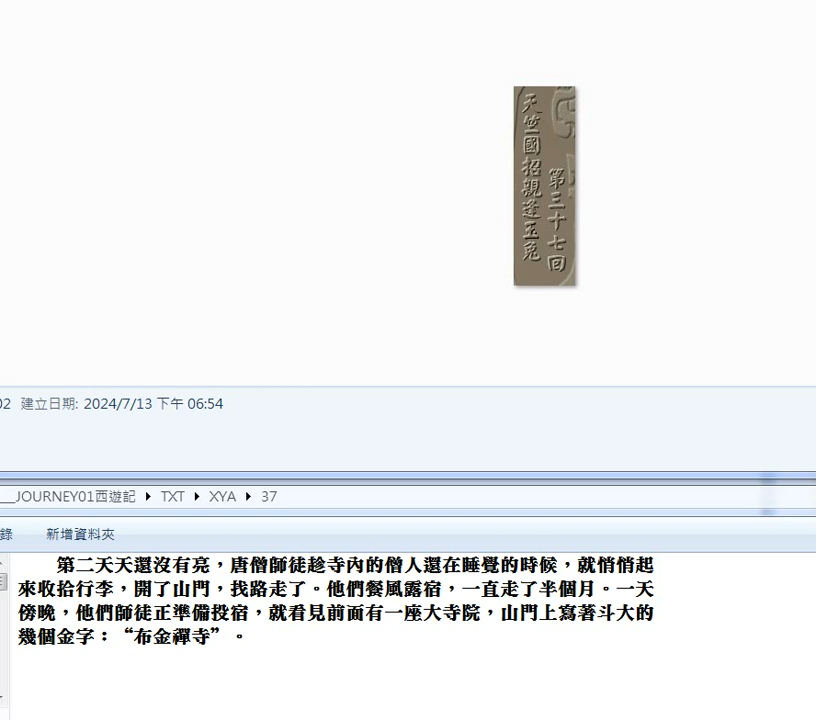 第三十七回
天竺國招親逢玉兔
02 建立日期: 2024/7/13 下午 06:54
__JOURNEY01西遊記 ▶ TXT ▶ XYA ▶ 37
錄 新增資料夾
第二天天還沒有亮，唐僧師徒趁寺內的僧人還在睡覺的時候，就悄悄起
來收拾行李，開了山門，找路走了。他們餐風露宿，一直走了半個月。一天
傍晚，他們師徒正準備投宿，就看見前面有一座大寺院，山門上寫著斗大的
幾個金字：“布金禪寺”。